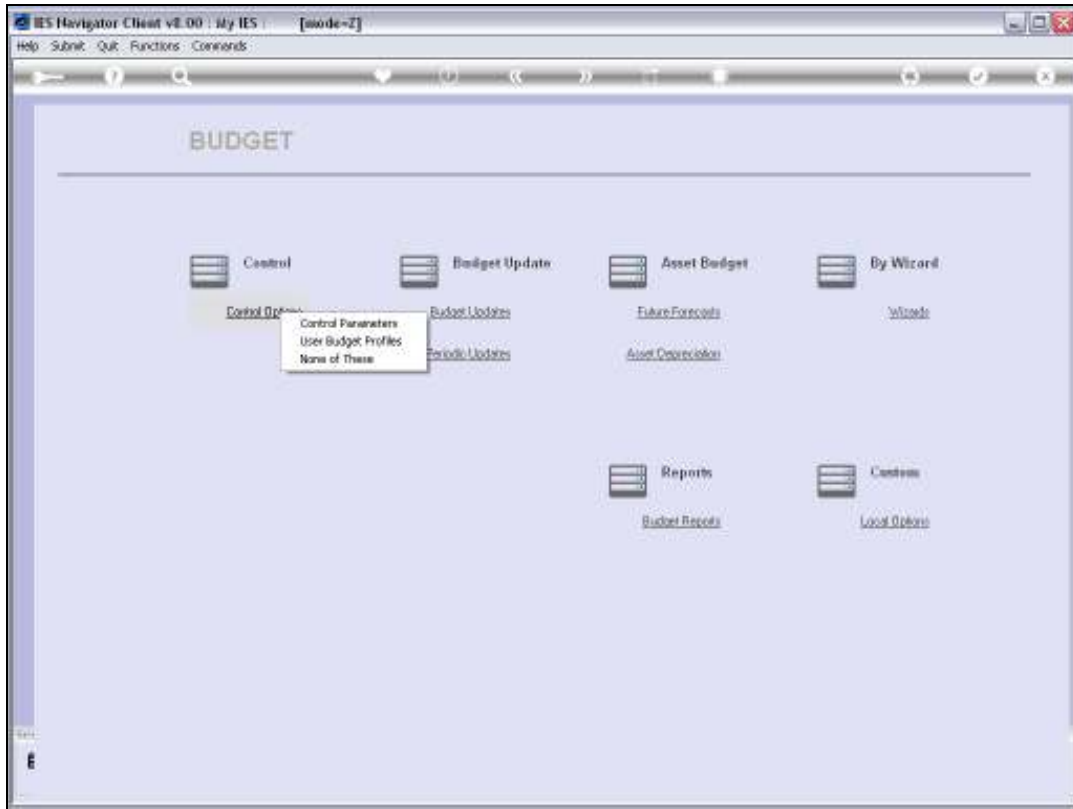 IES Navigator Client v8.00 : My IES : [mode=Z]
Help Submit Quit Functions Commands
BUDGET
Control Budget Update Asset Budget By Wizard
Control Options Budget Updates Future Forecasts Wizards
Control Parameters
User Budget Profiles
Periodic Updates Asset Depreciation
None of These
Reports Custom
Budget Reports Local Options